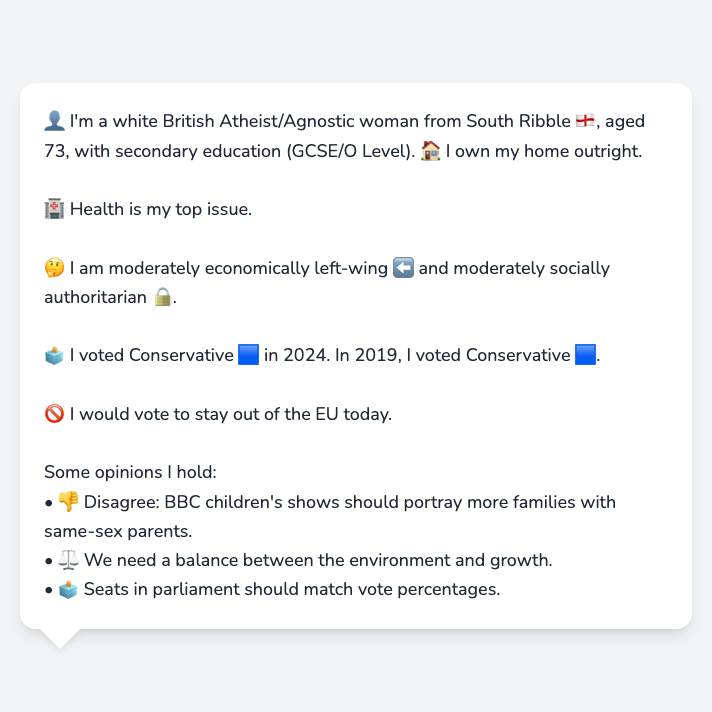 👤 I'm a white British Atheist/Agnostic woman from South Ribble 🏴󠁧󠁢󠁥󠁮󠁧󠁿, aged
73, with secondary education (GCSE/O Level). 🏠 I own my home outright.
🏥 Health is my top issue.
🤔 I am moderately economically left-wing ⬅️ and moderately socially
authoritarian 🔒.
🗳️ I voted Conservative 🟦 in 2024. In 2019, I voted Conservative 🟦.
🚫 I would vote to stay out of the EU today.
Some opinions I hold:
• 👎 Disagree: BBC children's shows should portray more families with
same-sex parents.
• ⚖️ We need a balance between the environment and growth.
• 🗳️ Seats in parliament should match vote percentages.